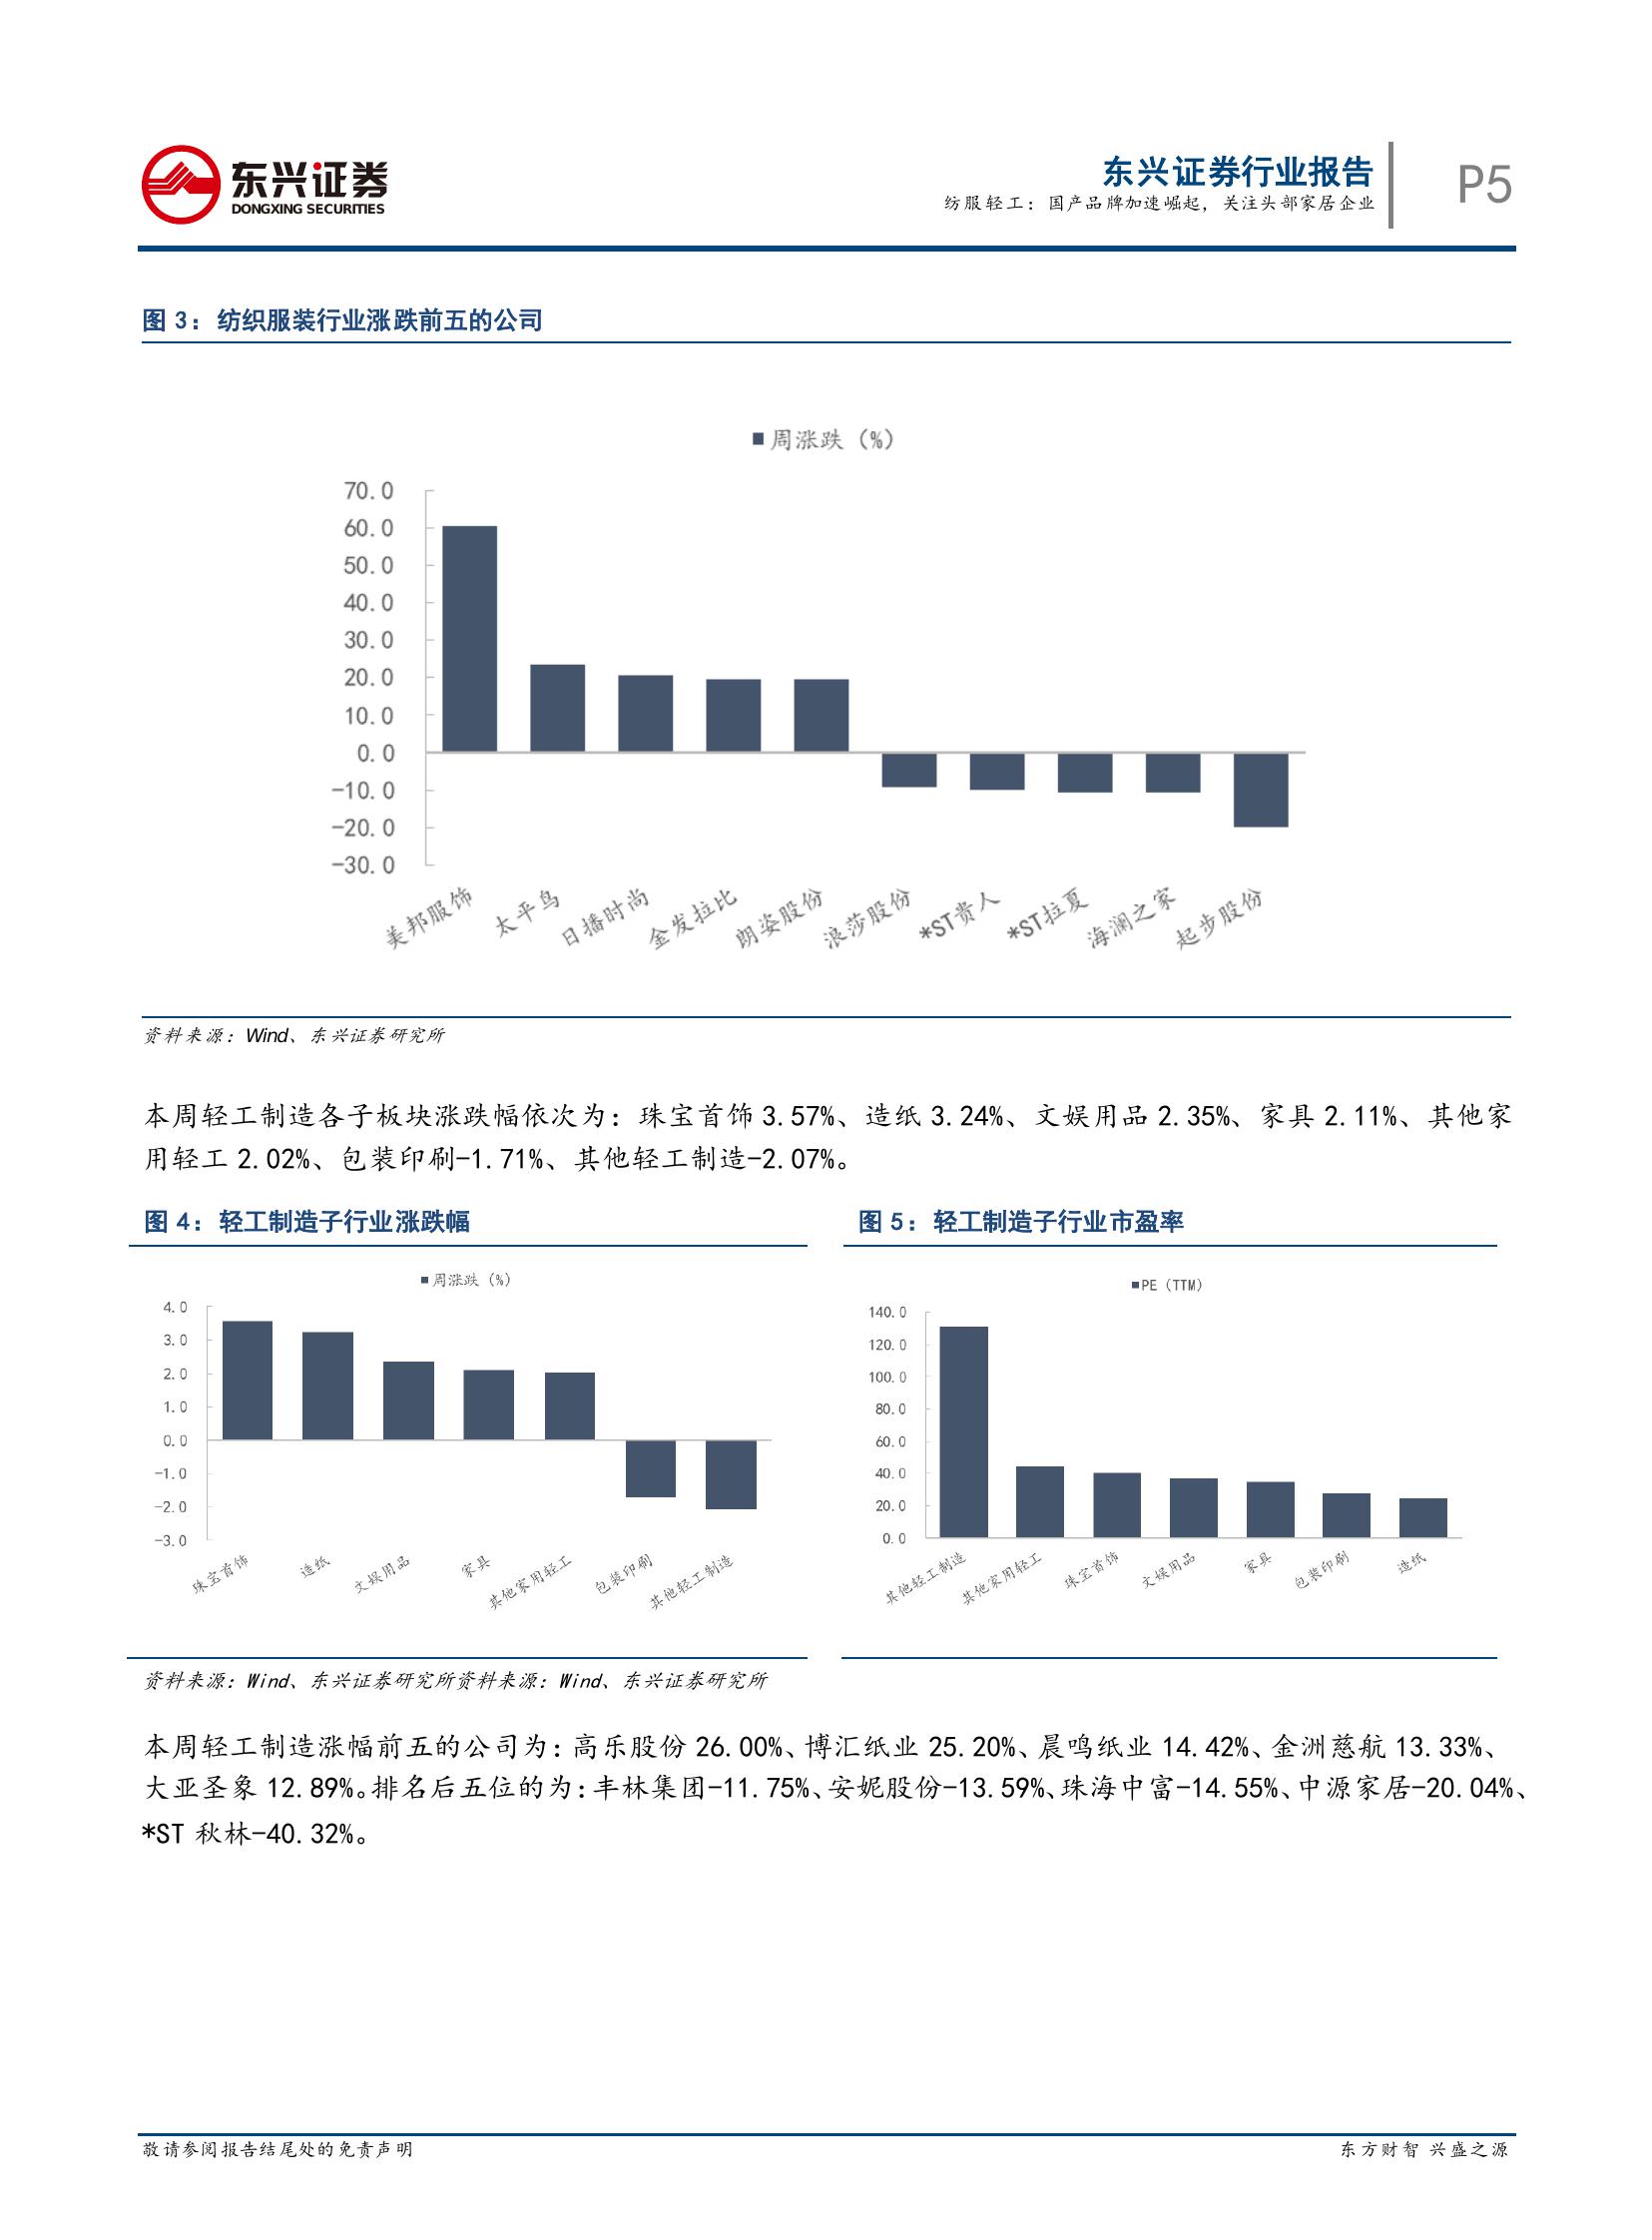 东兴证券
DONGXING SECURITIES
东兴证券行业报告
纺服轻工：国产品牌加速崛起，关注头部家居企业
P5
图 3：纺织服装行业涨跌前五的公司
周涨跌（%）
70.0
60.0
50.0
40.0
30.0
20.0
10.0
0.0
-10.0
-20.0
-30.0
美邦服饰
太平鸟
日播时尚
金发拉比
朗姿股份
浪莎股份
*ST贵人
*ST拉夏
海澜之家
起步股份
资料来源：Wind、东兴证券研究所
本周轻工制造各子板块涨跌幅依次为：珠宝首饰 3.57%、造纸 3.24%、文娱用品 2.35%、家具 2.11%、其他家
用轻工 2.02%、包装印刷-1.71%、其他轻工制造-2.07%。
图 4：轻工制造子行业涨跌幅
周涨跌（%）
4.0
3.0
2.0
1.0
0.0
-1.0
-2.0
-3.0
珠宝首饰
造纸
文娱用品
家具
其他家用轻工
包装印刷
其他轻工制造
图 5：轻工制造子行业市盈率
PE（TTM）
140.0
120.0
100.0
80.0
60.0
40.0
20.0
0.0
其他轻工制造
其他家用轻工
珠宝首饰
文娱用品
家具
包装印刷
造纸
资料来源：Wind、东兴证券研究所资料来源：Wind、东兴证券研究所
本周轻工制造涨幅前五的公司为：高乐股份 26.00%、博汇纸业 25.20%、晨鸣纸业 14.42%、金洲慈航 13.33%、
大亚圣象 12.89%。排名后五位的为：丰林集团-11.75%、安妮股份-13.59%、珠海中富-14.55%、中源家居-20.04%、
*ST 秋林-40.32%。
敬请参阅报告结尾处的免责声明
东方财智 兴盛之源